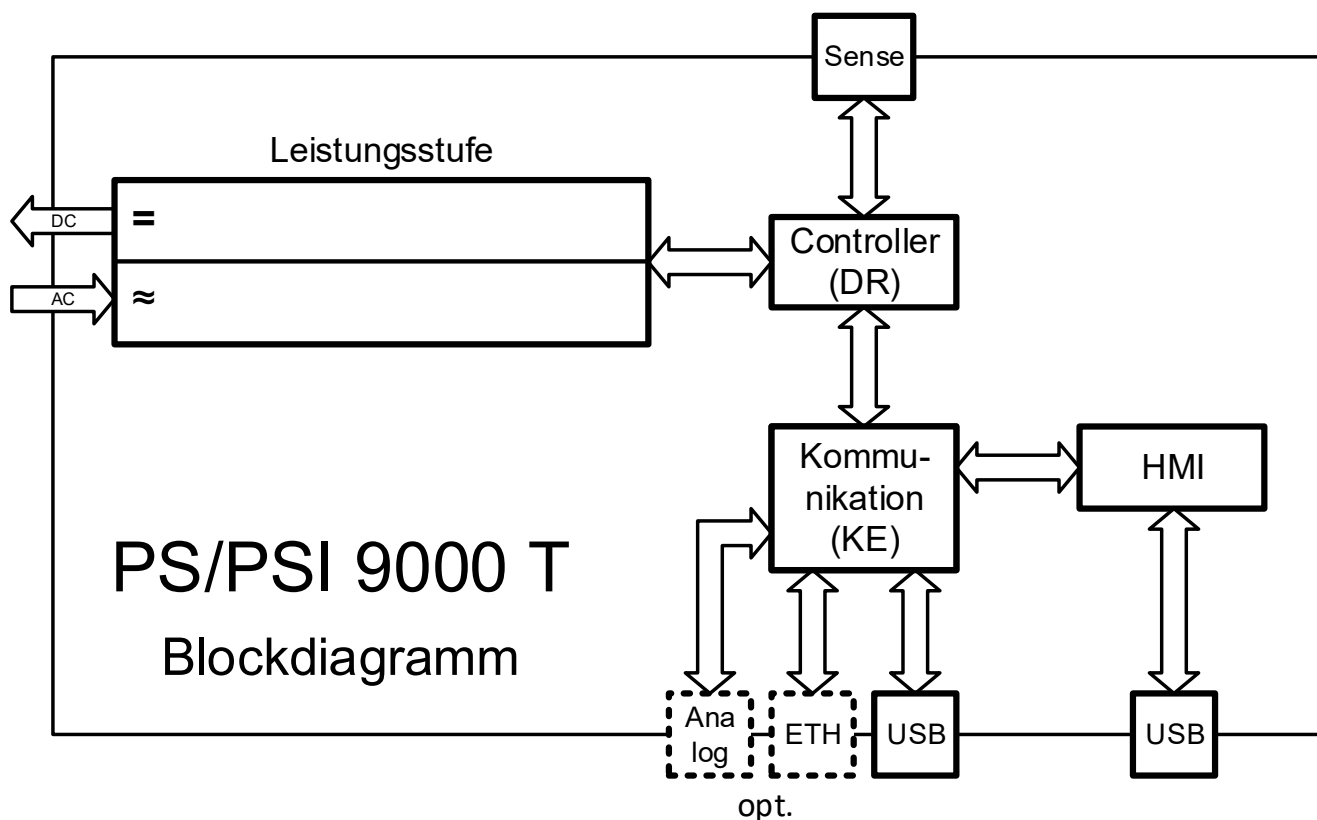 Sense
Leistungsstufe
DC
=
Controller
(DR)
AC
≈
Kommu-
nikation
(KE)
HMI
PS/PSI 9000 T
Blockdiagramm
Ana
log
ETH
USB
USB
opt.